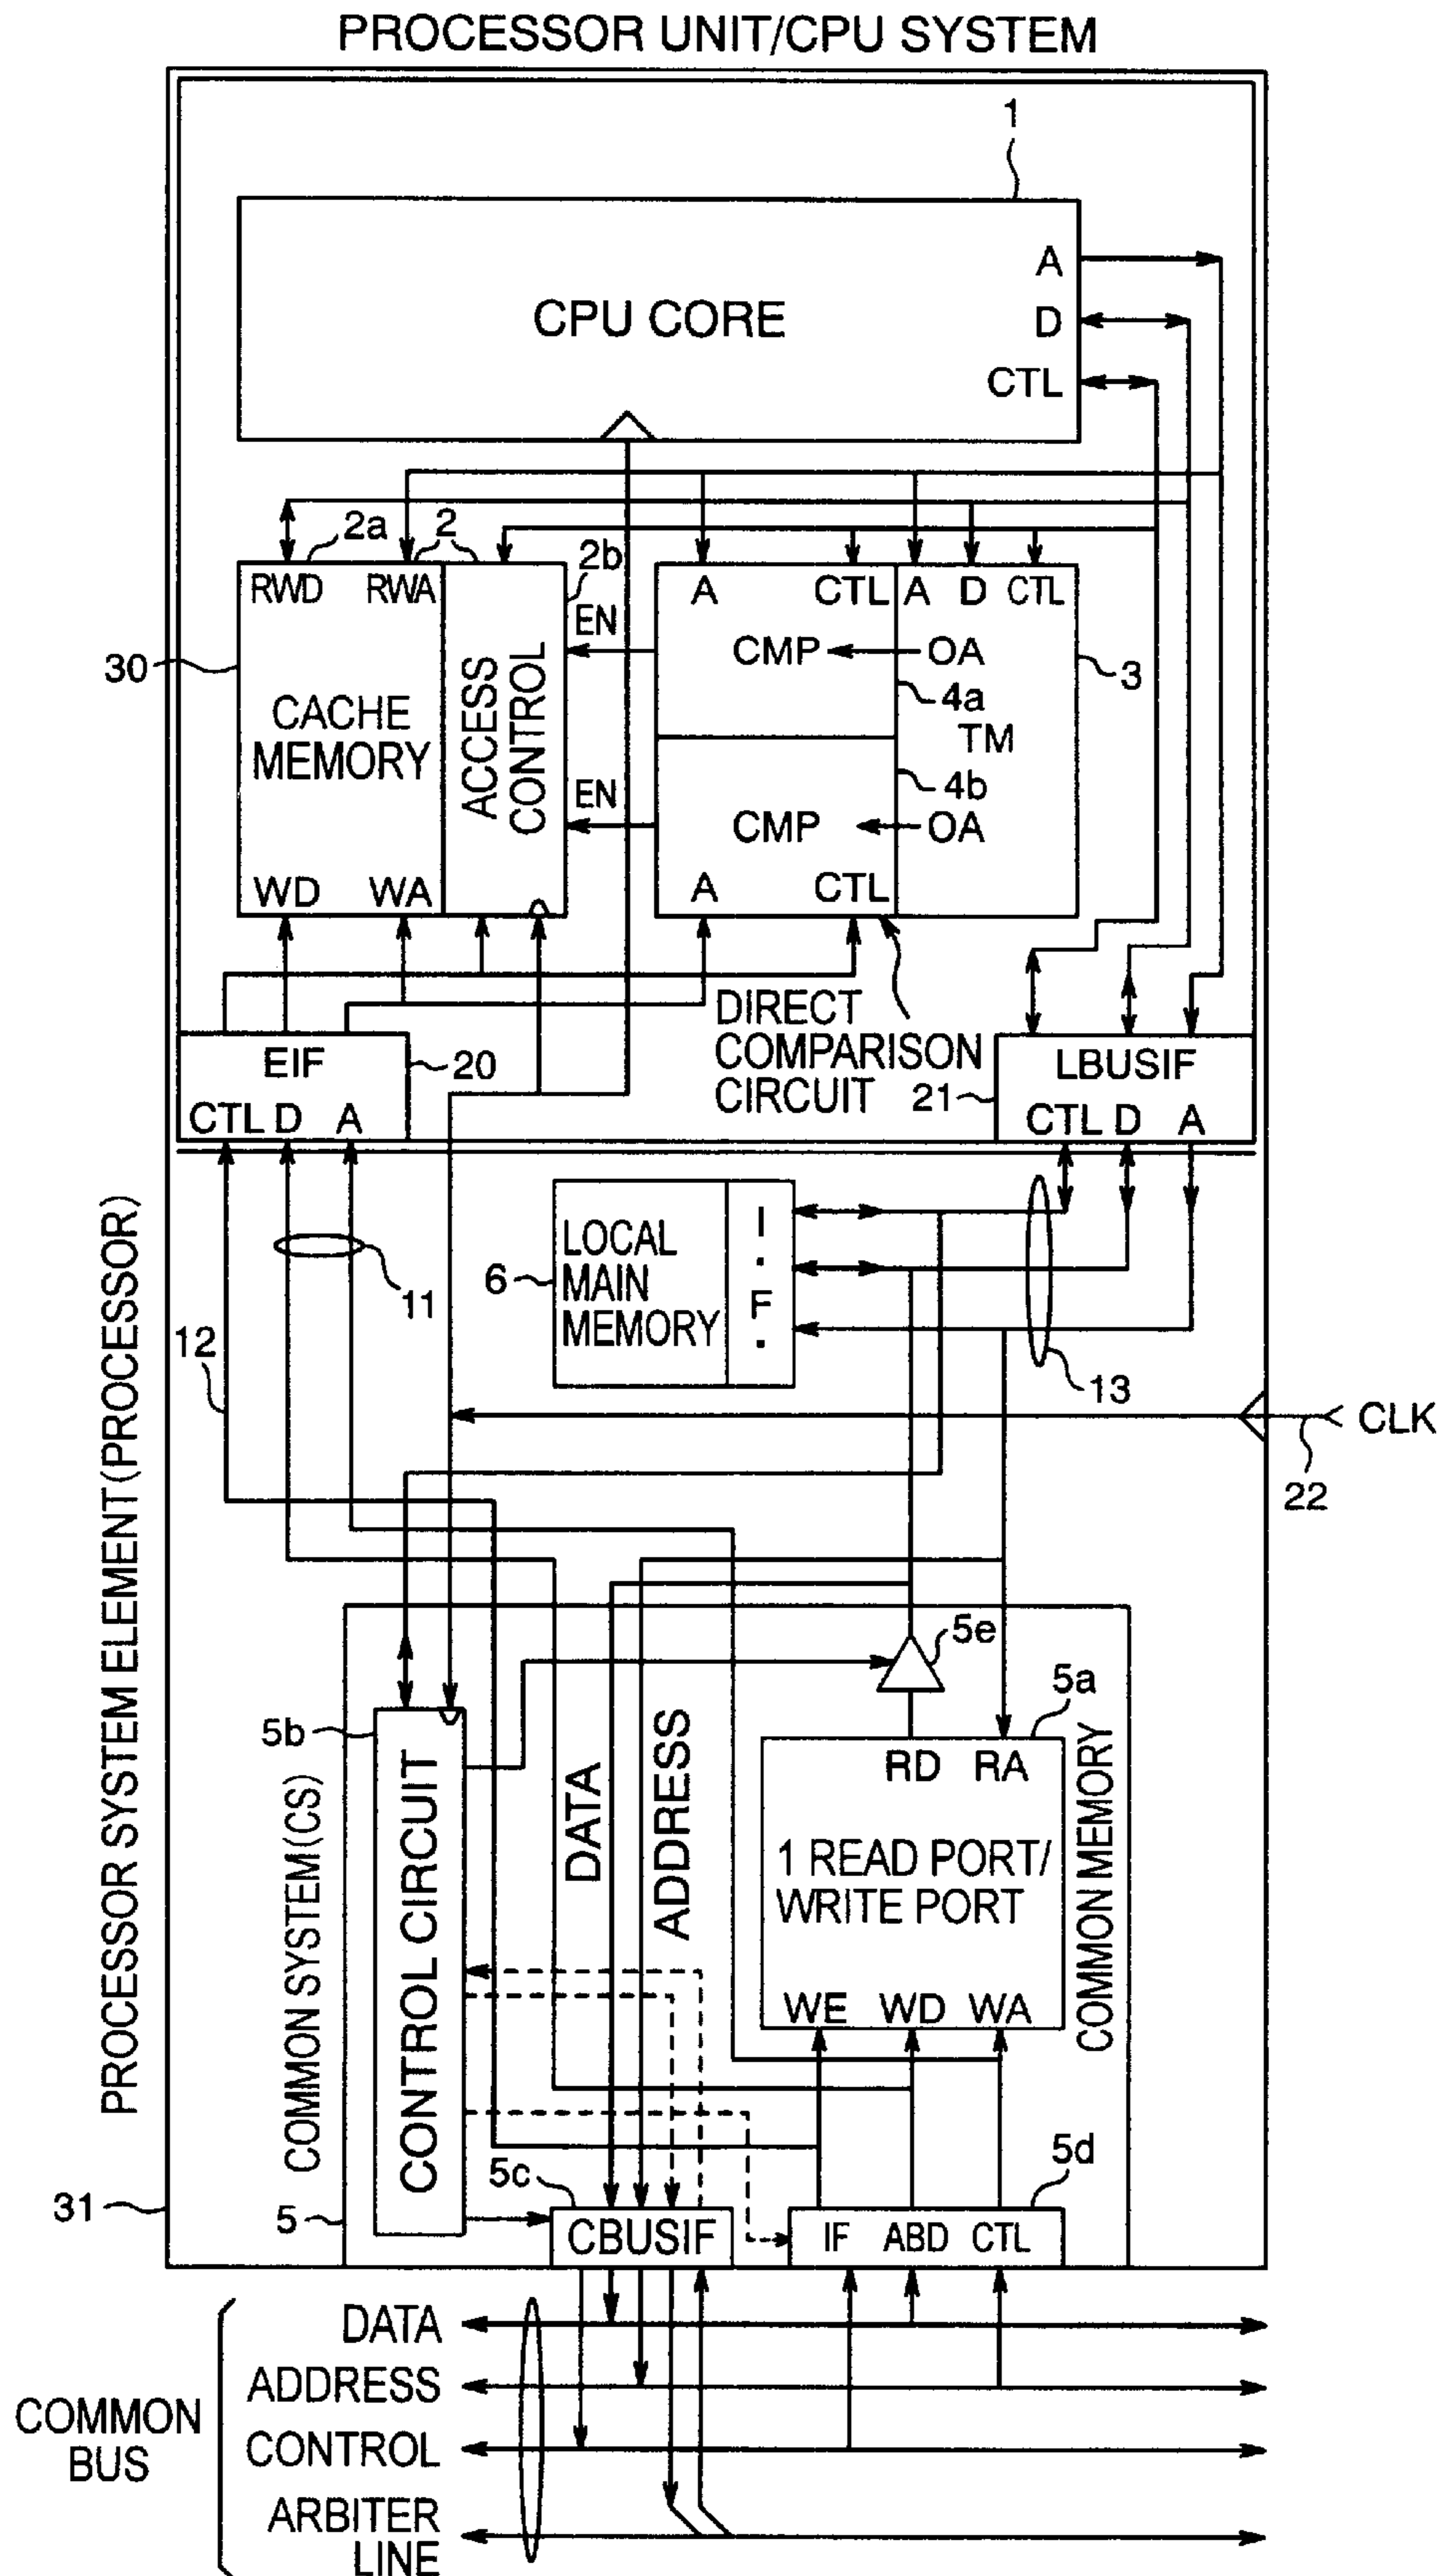 PROCESSOR UNIT/CPU SYSTEM
1
A
CPU CORE
D
CTL
2a
2
2b
RWD
RWA
EN
A
CTL
A
D
CTL
CMP
OA
30
3
4a
CACHE
MEMORY
ACCESS
CONTROL
TM
4b
EN
CMP
OA
WD
WA
A
CTL
DIRECT
COMPARISON
CIRCUIT
EIF
20
LBUSIF
21
CTL
D
A
CTL
D
A
LOCAL
MAIN
MEMORY
I.F.
6
11
12
13
CLK
22
PROCESSOR SYSTEM ELEMENT(PROCESSOR)
5e
5a
5b
RD
RA
COMMON SYSTEM(CS)
CONTROL CIRCUIT
DATA
ADDRESS
1 READ PORT/
WRITE PORT
COMMON MEMORY
WE
WD
WA
5c
5d
31
5
CBUSIF
IF
ABD
CTL
DATA
ADDRESS
COMMON
BUS
CONTROL
ARBITER
LINE